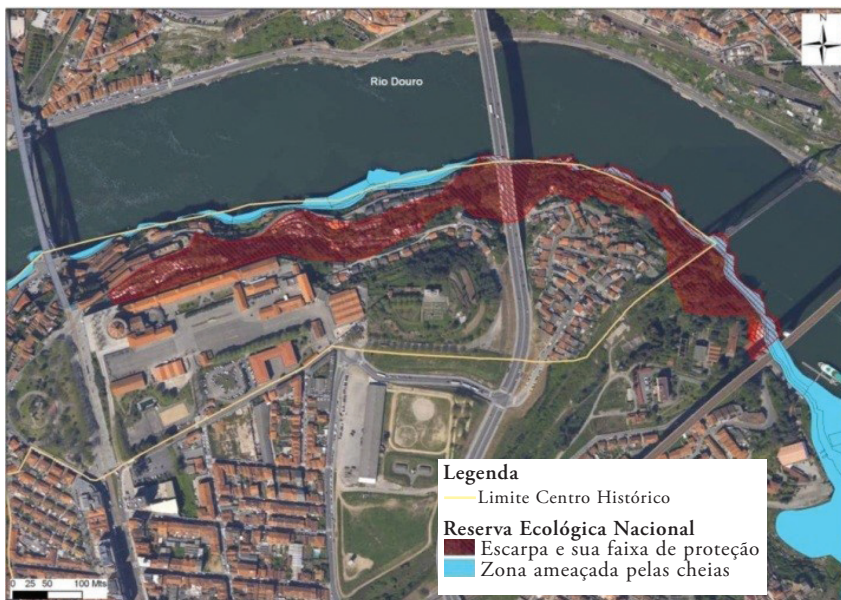 N
Rio Douro
Legenda
Limite Centro Histórico
Reserva Ecológica Nacional
Escarpa e sua faixa de proteção
Zona ameaçada pelas cheias
0 25 50 100 Mts